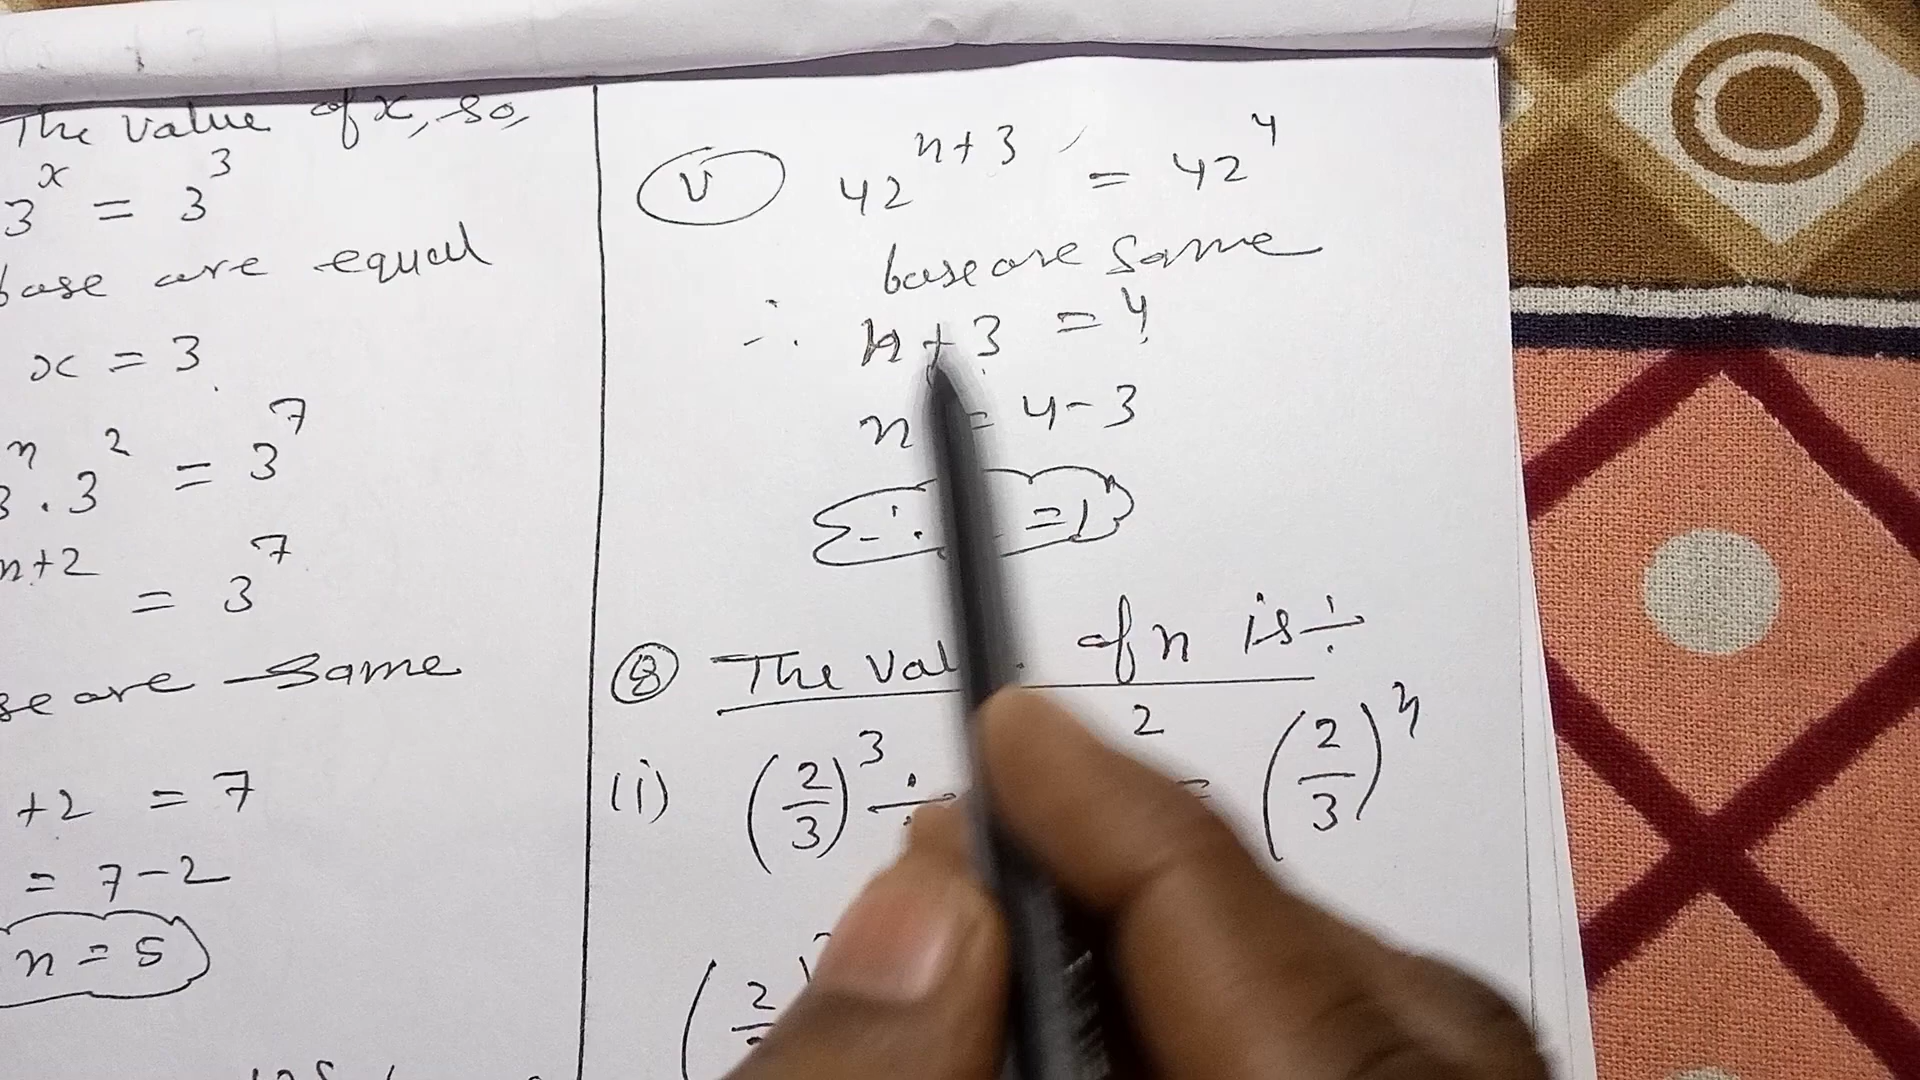 The value of x, so,
3^x = 3^3
base are equal
x = 3
3^n . 3^2 = 3^7
n+2 = 3^7
se are same
+2 = 7
= 7-2
n = 5
(v) 42^(n+3) = 42^4
base are same
∴ n+3 = 4
n = 4-3
∴ = 1
(8) The Val of n is ÷
(i) (2/3)^3 ÷ 2 = (2/3)^n
(2